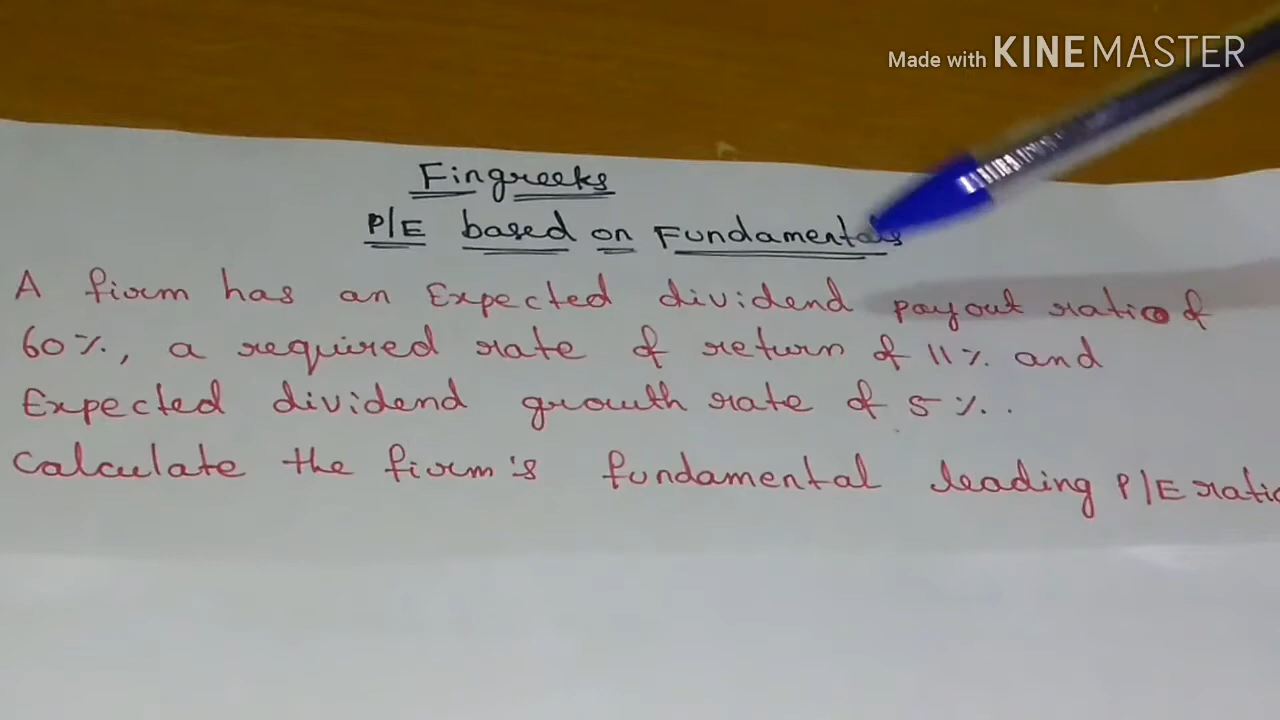 Made with KINEMASTER
Fingreeks
P/E based on Fundamentals
A firm has an Expected dividend payout ratio of
60%, a required rate of return of 11% and
Expected dividend growth rate of 5%.
Calculate the firm's fundamental leading P/E ratio